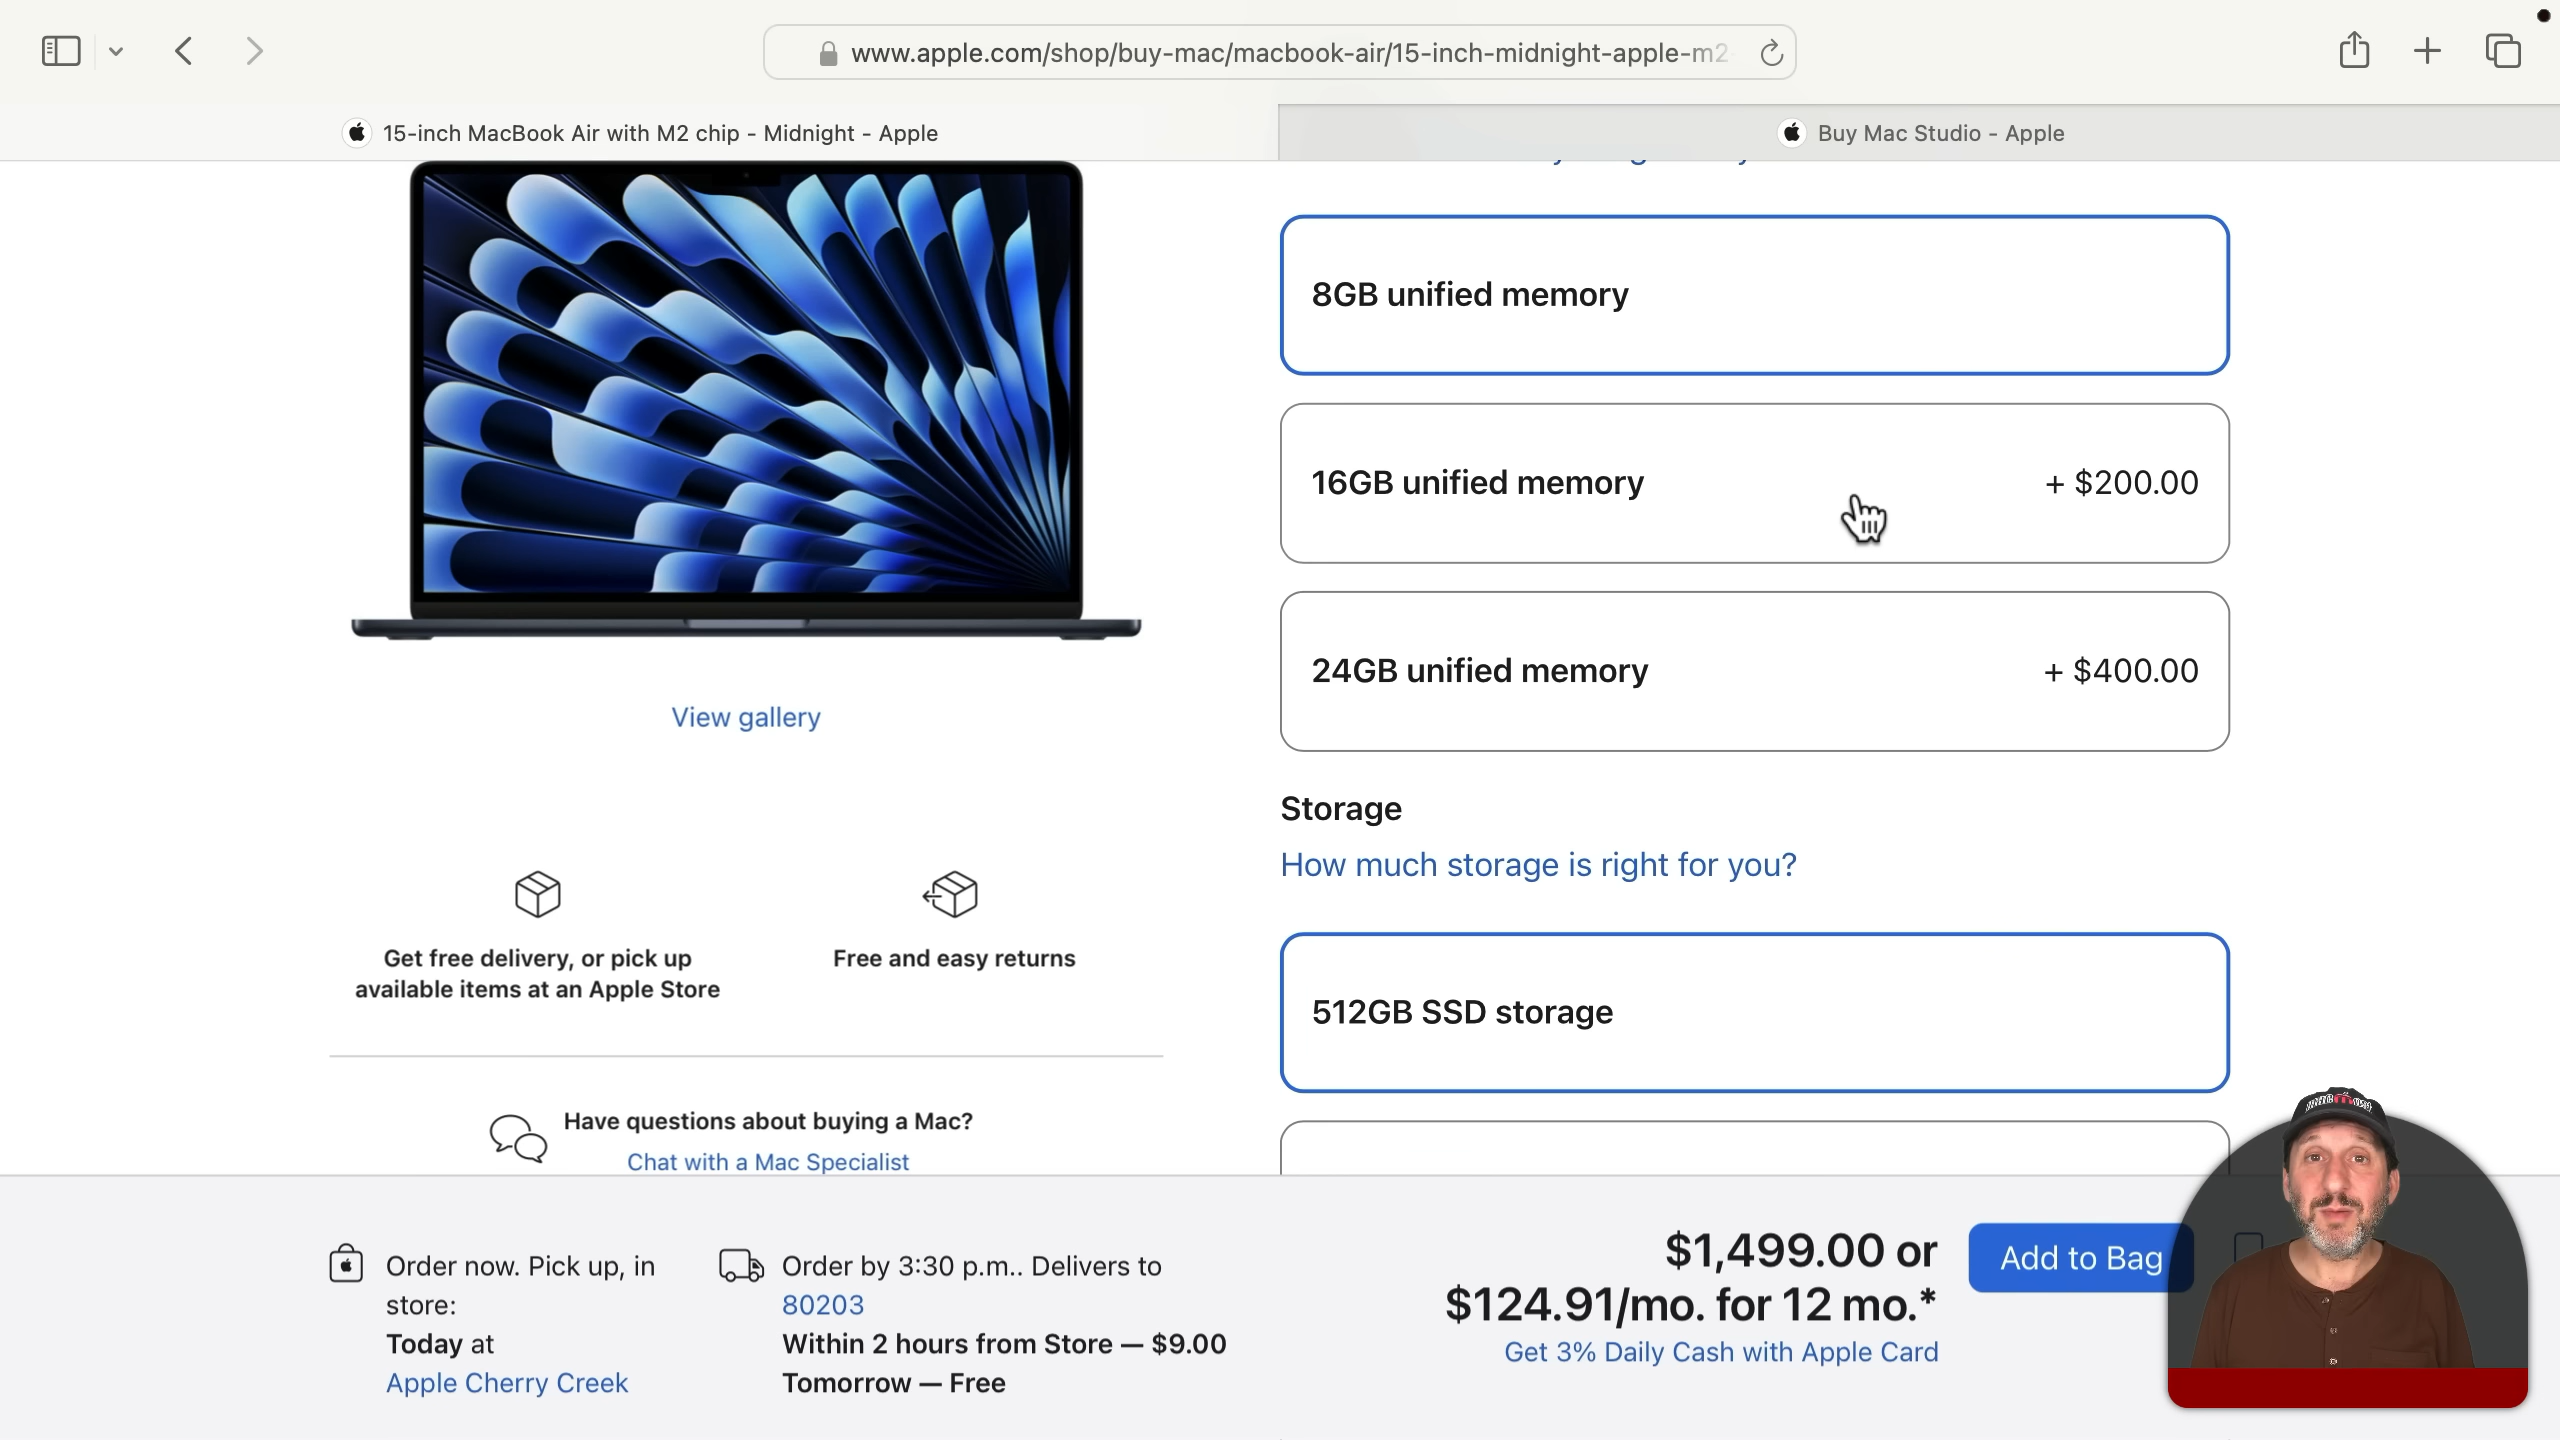 www.apple.com/shop/buy-mac/macbook-air/15-inch-midnight-apple-m2
15-inch MacBook Air with M2 chip - Midnight - Apple
Buy Mac Studio - Apple
View gallery
Get free delivery, or pick up
available items at an Apple Store
Free and easy returns
Have questions about buying a Mac?
Chat with a Mac Specialist
8GB unified memory
16GB unified memory + $200.00
24GB unified memory + $400.00
Storage
How much storage is right for you?
512GB SSD storage
Order now. Pick up, in
store:
Today at
Apple Cherry Creek
Order by 3:30 p.m.. Delivers to
80203
Within 2 hours from Store — $9.00
Tomorrow — Free
$1,499.00 or
$124.91/mo. for 12 mo.*
Get 3% Daily Cash with Apple Card
Add to Bag